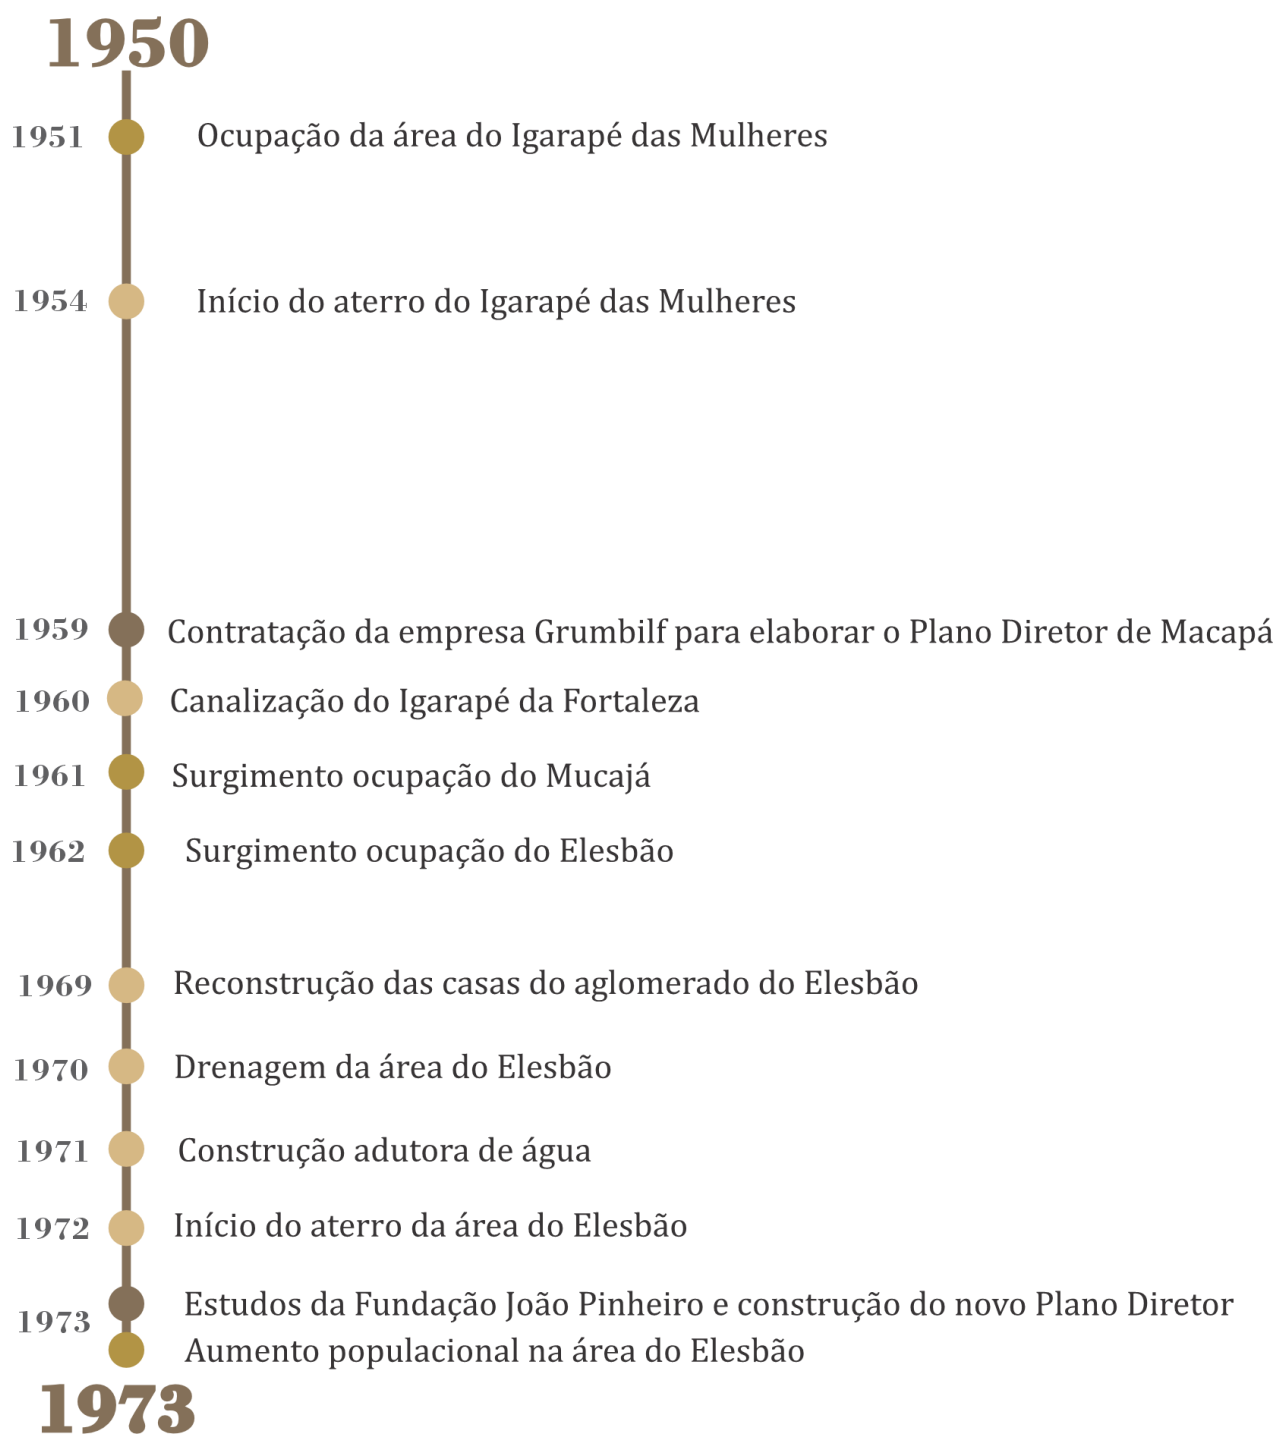 1950
1951 Ocupação da área do Igarapé das Mulheres
1954 Início do aterro do Igarapé das Mulheres
1959 Contratação da empresa Grumbilf para elaborar o Plano Diretor de Macapá
1960 Canalização do Igarapé da Fortaleza
1961 Surgimento ocupação do Mucajá
1962 Surgimento ocupação do Elesbão
1969 Reconstrução das casas do aglomerado do Elesbão
1970 Drenagem da área do Elesbão
1971 Construção adutora de água
1972 Início do aterro da área do Elesbão
1973 Estudos da Fundação João Pinheiro e construção do novo Plano Diretor
Aumento populacional na área do Elesbão
1973